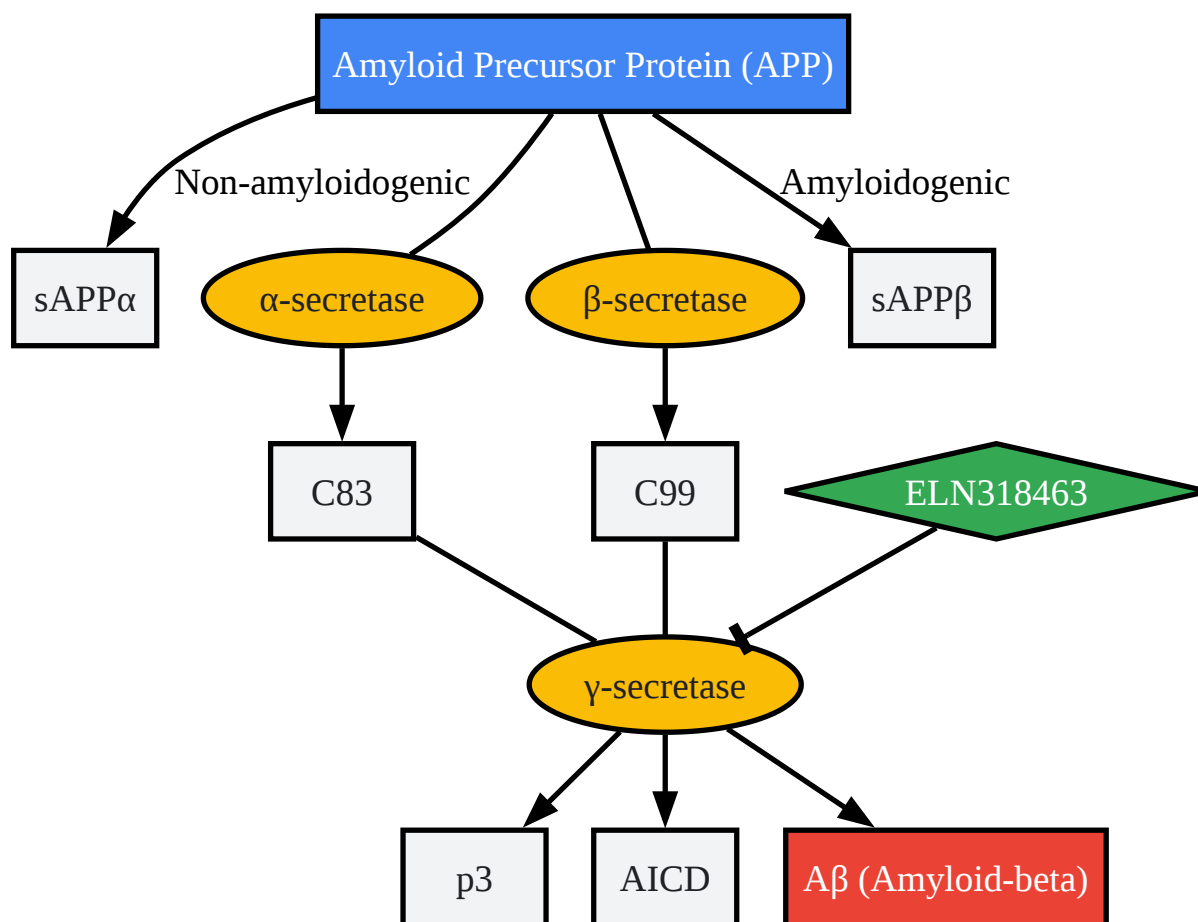 Amyloid Precursor Protein (APP)
Non-amyloidogenic
Amyloidogenic
sAPPα
α-secretase
β-secretase
sAPPβ
C83
C99
ELN318463
γ-secretase
p3
AICD
Aβ (Amyloid-beta)